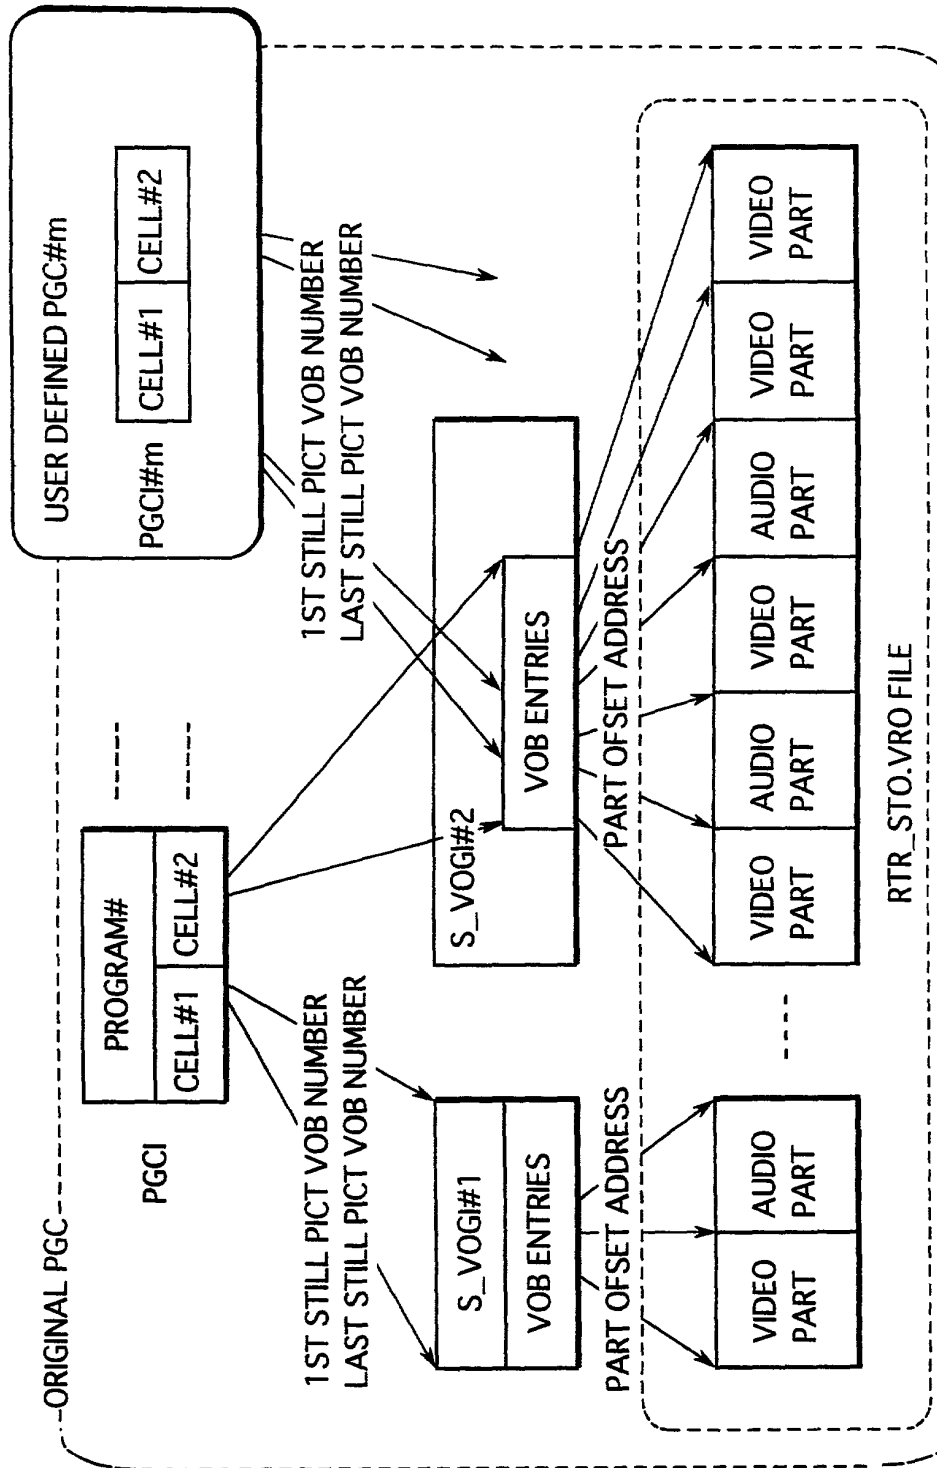 ORIGINAL PGC
USER DEFINED PGC#m
PROGRAM#
CELL#1
CELL#2
PGCI
PGCI#m
CELL#1
CELL#2
1ST STILL PICT VOB NUMBER
LAST STILL PICT VOB NUMBER
1ST STILL PICT VOB NUMBER
LAST STILL PICT VOB NUMBER
S_VOGI#1
VOB ENTRIES
S_VOGI#2
VOB ENTRIES
PART OFFSET ADDRESS
PART OFFSET ADDRESS
VIDEO
PART
AUDIO
PART
VIDEO
PART
AUDIO
PART
VIDEO
PART
AUDIO
PART
VIDEO
PART
VIDEO
PART
RTR_STO.VRO FILE